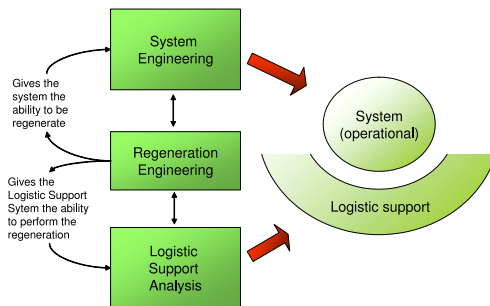 System
Engineering
Gives the
system the
ability to be
regenerate
System
(operational)
Regeneration
Engineering
Gives the
Logistic Support
Sytem the ability
to perform the
regeneration
Logistic support
Logistic
Support
Analysis